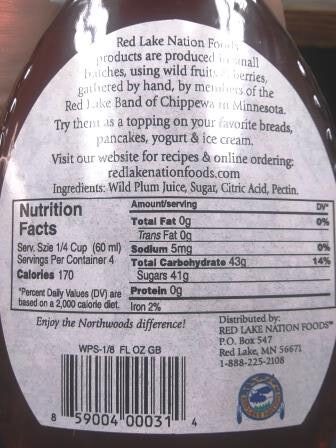 Red Lake Nation Foods
products are produced in small
batches, using wild fruits & berries,
gathered by hand, by members of the
Red Lake Band of Chippewa in Minnesota.
Try them as a topping on your favorite breads,
pancakes, yogurt & ice cream.
Visit our website for recipes & online ordering:
redlakenationfoods.com
Ingredients: Wild Plum Juice, Sugar, Citric Acid, Pectin.
Nutrition
Facts
Serv. Szie 1/4 Cup (60 ml)
Servings Per Container 4
Calories 170
*Percent Daily Values (DV) are
based on a 2,000 calorie diet.
Amount/serving DV*
Total Fat 0g 0%
Trans Fat 0g
Sodium 5mg 0%
Total Carbohydrate 43g 14%
Sugars 41g
Protein 0g
Iron 2%
Enjoy the Northwoods difference!
Distributed by:
RED LAKE NATION FOODS™
P.O. Box 547
Red Lake, MN 56671
1-888-225-2108
WPS-1/8 FL OZ GB
8 59004 00031 4